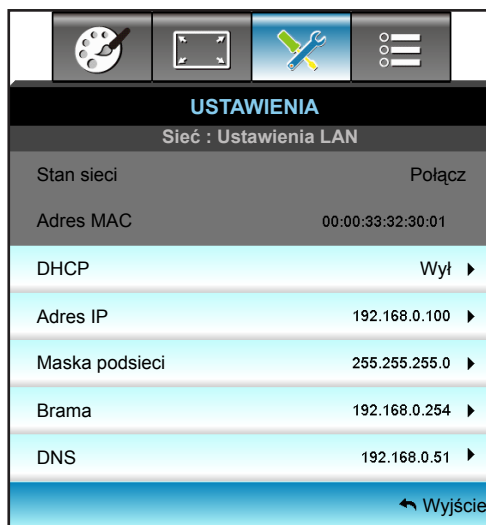 USTAWIENIA
Sieć : Ustawienia LAN
Stan sieci Połącz
Adres MAC 00:00:33:32:30:01
DHCP Wył
Adres IP 192.168.0.100
Maska podsieci 255.255.255.0
Brama 192.168.0.254
DNS 192.168.0.51
Wyjście